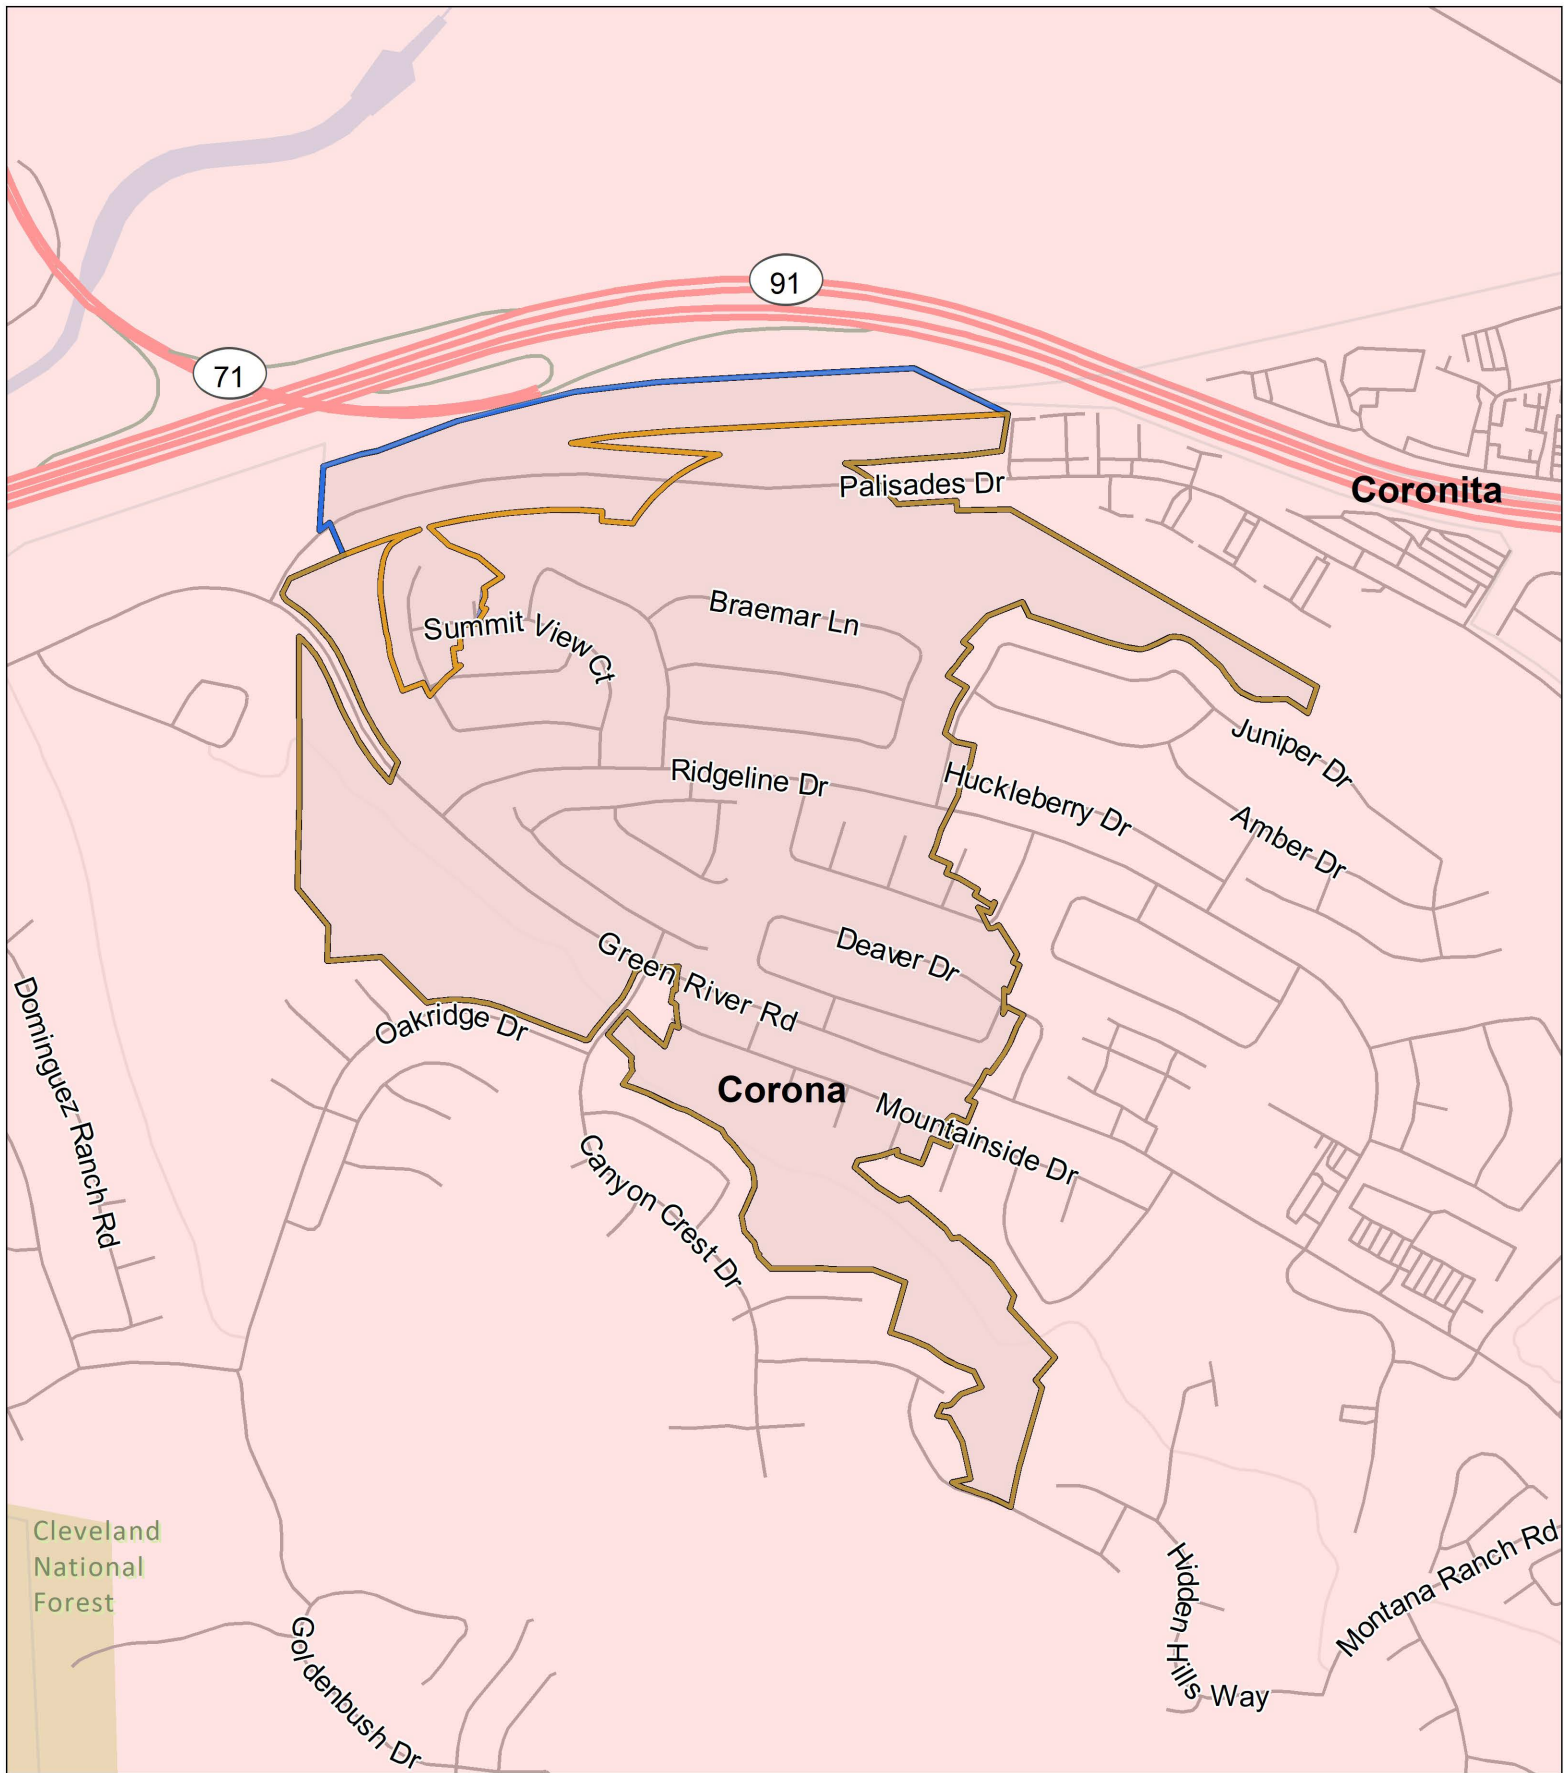 91
71
Palisades Dr
Coronita
Braemar Ln
Summit View Ct
Juniper Dr
Ridgeline Dr
Huckleberry Dr
Amber Dr
Deaver Dr
Green River Rd
Oakridge Dr
Dominguez Ranch Rd
Corona
Mountainside Dr
Canyon Crest Dr
Cleveland
National
Forest
Hidden Hills Way
Montana Ranch Rd
Goldenbush Dr